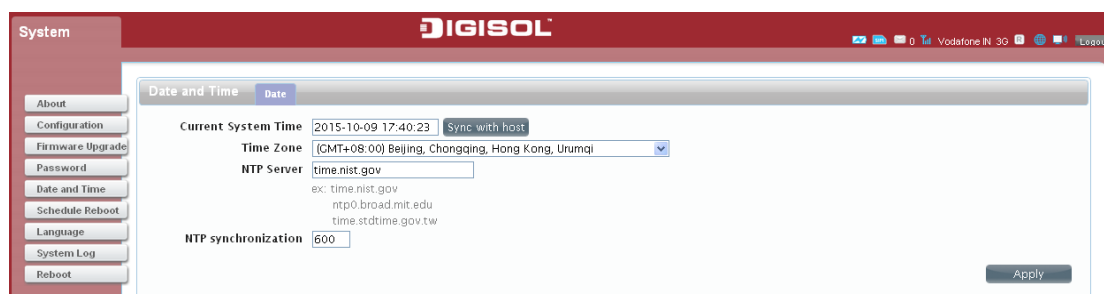 System
DIGISOL™
0 Vodafone IN 3G R Logou
Date and Time Date
About
Configuration
Firmware Upgrade
Password
Date and Time
Schedule Reboot
Language
System Log
Reboot
Current System Time 2015-10-09 17:40:23 Sync with host
Time Zone (GMT+08:00) Beijing, Chongqing, Hong Kong, Urumqi
NTP Server time.nist.gov
ex: time.nist.gov
ntp0.broad.mit.edu
time.stdtime.gov.tw
NTP synchronization 600
Apply